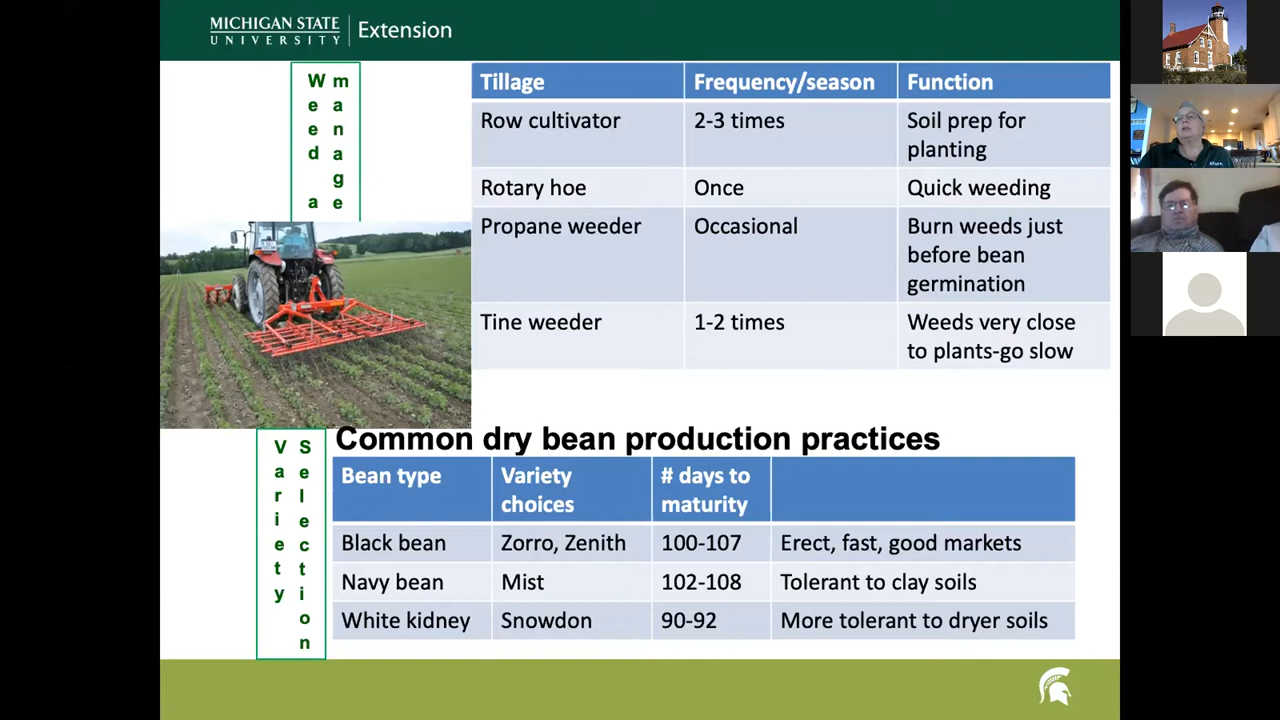 MICHIGAN STATE
UNIVERSITY
Extension
Weed manage
a
Tillage Frequency/season Function
Row cultivator 2-3 times Soil prep for
planting
Rotary hoe Once Quick weeding
Propane weeder Occasional Burn weeds just
before bean
germination
Tine weeder 1-2 times Weeds very close
to plants-go slow
Common dry bean production practices
Variety Selection
Bean type Variety # days to
choices maturity
Black bean Zorro, Zenith 100-107 Erect, fast, good markets
Navy bean Mist 102-108 Tolerant to clay soils
White kidney Snowdon 90-92 More tolerant to dryer soils